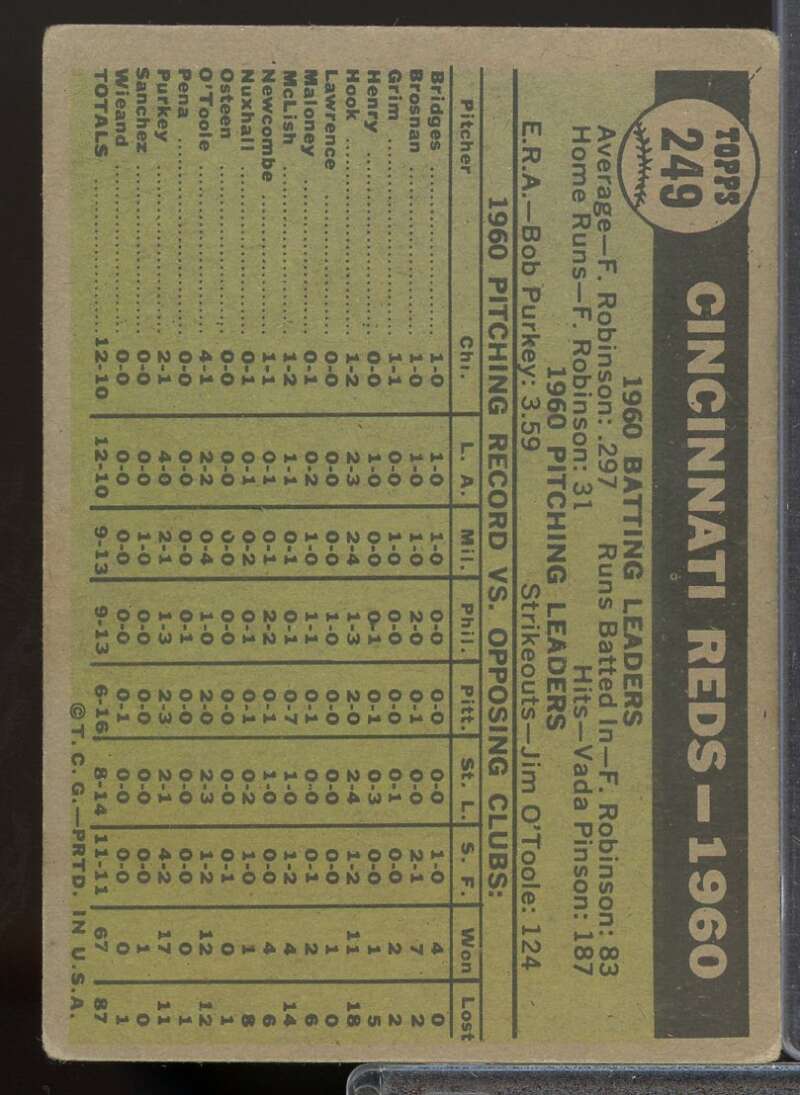 TOPPS
249
CINCINNATI REDS—1960
1960 BATTING LEADERS
Average—F. Robinson: .297 Runs Batted In—F. Robinson: 83
Home Runs—F. Robinson: 31 Hits—Vada Pinson: 187
1960 PITCHING LEADERS
E.R.A.—Bob Purkey: 3.59 Strikeouts—Jim O'Toole: 124
1960 PITCHING RECORD VS. OPPOSING CLUBS:
Pitcher Chi. L. A. Mil. Phil. Pitt. St. L. S. F. Won Lost
Bridges 1-0 1-0 1-0 0-0 0-0 0-0 1-0 4 0
Brosnan 1-0 1-0 1-0 2-0 0-1 0-0 2-1 7 2
Grim 1-1 0-0 1-0 0-0 0-0 0-1 0-0 2 2
Henry 0-0 1-0 0-0 0-1 0-1 0-3 0-0 1 5
Hook 1-2 2-3 2-4 1-3 2-0 2-4 1-2 11 18
Lawrence 0-0 0-0 0-0 1-0 0-0 0-0 0-0 1 0
Maloney 0-1 0-2 1-0 1-1 0-1 0-0 0-1 2 6
McLish 1-2 1-1 0-1 0-1 0-7 1-0 1-2 4 14
Newcombe 1-1 0-1 0-1 2-2 0-1 1-0 0-0 4 6
Nuxhall 0-1 0-1 0-2 0-1 0-1 0-2 1-0 1 8
Osteen 0-0 0-0 0-0 0-0 0-0 0-0 0-1 0 1
O'Toole 4-1 2-2 0-4 1-0 2-0 2-3 1-2 12 12
Pena 0-0 0-0 0-0 0-1 0-0 0-0 0-0 0 1
Purkey 2-1 4-0 2-1 1-3 2-3 2-1 4-2 17 11
Sanchez 0-0 0-0 1-0 0-0 0-0 0-0 0-0 1 0
Wieand 0-0 0-0 0-0 0-0 0-1 0-0 0-0 0 1
TOTALS 12-10 12-10 9-13 9-13 6-16 8-14 11-11 67 87
©T. C. G.—PRTD. IN U.S.A.